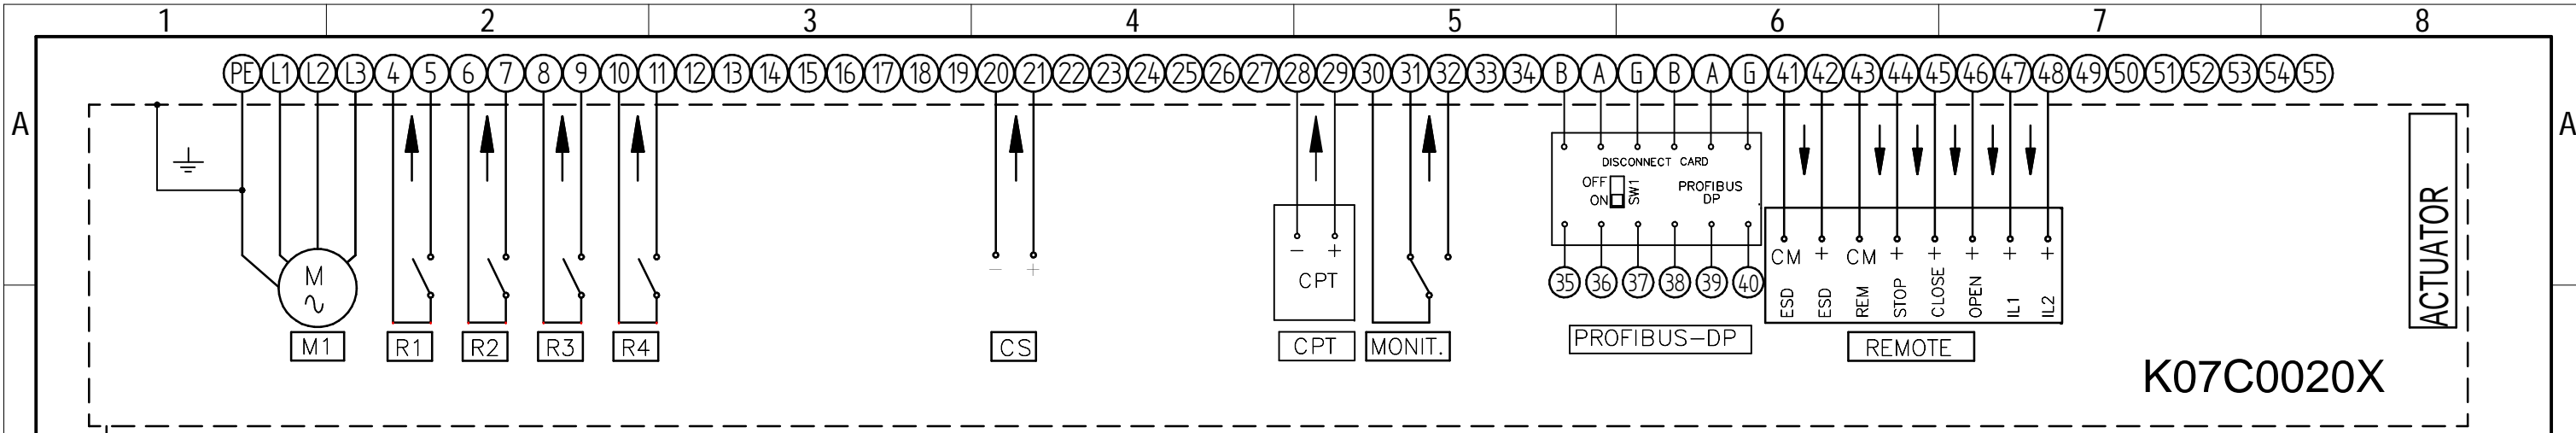 1 2 3 4 5 6 7 8
PE L1 L2 L3 4 5 6 7 8 9 10 11 12 13 14 15 16 17 18 19 20 21 22 23 24 25 26 27 28 29 30 31 32 33 34 B A G B A G 41 42 43 44 45 46 47 48 49 50 51 52 53 54 55
A A
DISCONNECT CARD
OFF
ON
SW1
PROFIBUS
DP
- +
- +
CPT
CM + CM + + + + +
ESD ESD REM STOP CLOSE OPEN IL1 IL2
M
35 36 37 38 39 40
M1 R1 R2 R3 R4 CS CPT MONIT. PROFIBUS-DP REMOTE
ACTUATOR
K07C0020X